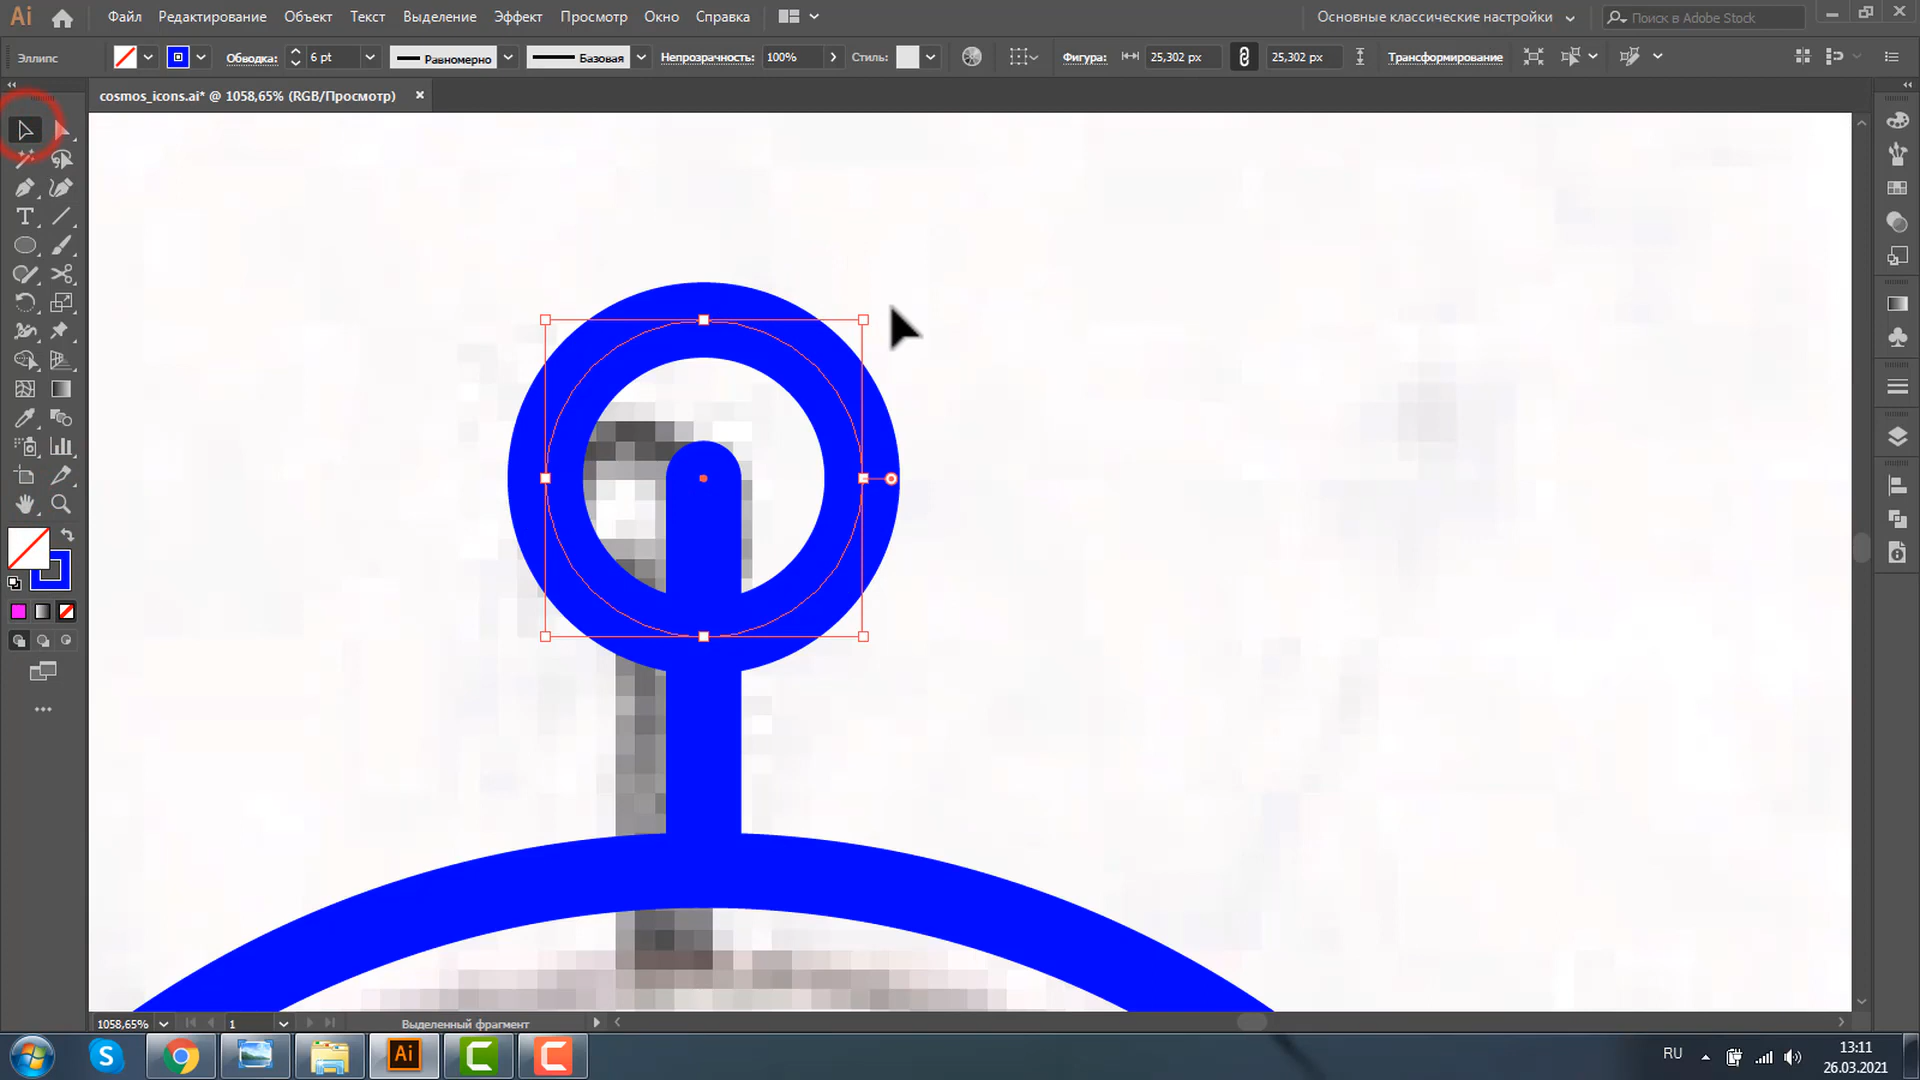 Ai Файл Редактирование Объект Текст Выделение Эффект Просмотр Окно Справка Основные классические настройки Поиск в Adobe Stock
Эллипс Обводка: 6 pt Равномерно Базовая Непрозрачность: 100% Стиль: Фигура: 25,302 px 25,302 px Трансформирование
cosmos_icons.ai* @ 1058,65% (RGB/Просмотр)
1058,65% 1 Выделенный фрагмент
Ai RU 13:11
26.03.2021